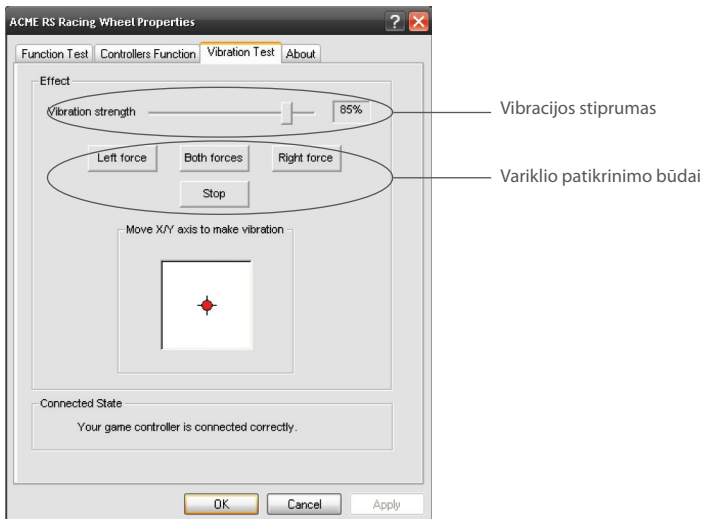 ACME RS Racing Wheel Properties
Function Test Controllers Function Vibration Test About
Effect
Vibration strength 85%
Vibracijos stiprumas
Left force Both forces Right force
Variklio patikrinimo būdai
Stop
Move X/Y axis to make vibration
Connected State
Your game controller is connected correctly.
OK Cancel Apply